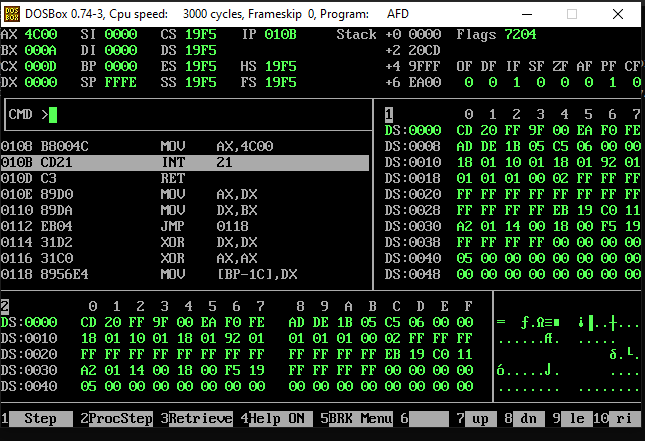 DOSBox 0.74-3, Cpu speed: 3000 cycles, Frameskip 0, Program: AFD
AX 4C00 SI 0000 CS 19F5 IP 010B Stack +0 0000 Flags 7204
BX 000A DI 0000 DS 19F5 +2 20CD
CX 000D BP 0000 ES 19F5 HS 19F5 +4 9FFF OF DF IF SF ZF AF PF CF
DX 0000 SP FFFE SS 19F5 FS 19F5 +6 EA00 0 0 1 0 0 0 1 0
CMD >
1 0 1 2 3 4 5 6 7
DS:0000 CD 20 FF 9F 00 EA F0 FE
0108 B8004C MOV AX,4C00 DS:0008 AD DE 1B 05 C5 06 00 00
010B CD21 INT 21 DS:0010 18 01 10 01 18 01 92 01
010D C3 RET DS:0018 01 01 01 00 02 FF FF FF
010E 89D0 MOV AX,DX DS:0020 FF FF FF FF FF FF FF FF
0110 89DA MOV DX,BX DS:0028 FF FF FF FF EB 19 C0 11
0112 EB04 JMP 0118 DS:0030 A2 01 14 00 18 00 F5 19
0114 31D2 XOR DX,DX DS:0038 FF FF FF FF 00 00 00 00
0116 31C0 XOR AX,AX DS:0040 05 00 00 00 00 00 00 00
0118 8956E4 MOV [BP-1C],DX DS:0048 00 00 00 00 00 00 00 00
2 0 1 2 3 4 5 6 7 8 9 A B C D E F
DS:0000 CD 20 FF 9F 00 EA F0 FE AD DE 1B 05 C5 06 00 00 = ƒ.Ω≡■ ¡▐..┼...
DS:0010 18 01 10 01 18 01 92 01 01 01 01 00 02 FF FF FF ......Æ. .....
DS:0020 FF FF FF FF FF FF FF FF FF FF FF FF EB 19 C0 11 δ.└.
DS:0030 A2 01 14 00 18 00 F5 19 FF FF FF FF 00 00 00 00 ó.....⌡. ....
DS:0040 05 00 00 00 00 00 00 00 00 00 00 00 00 00 00 00 ........ ........
1 Step 2 ProcStep 3 Retrieve 4 Help ON 5 BRK Menu 6 7 up 8 dn 9 le 10 ri